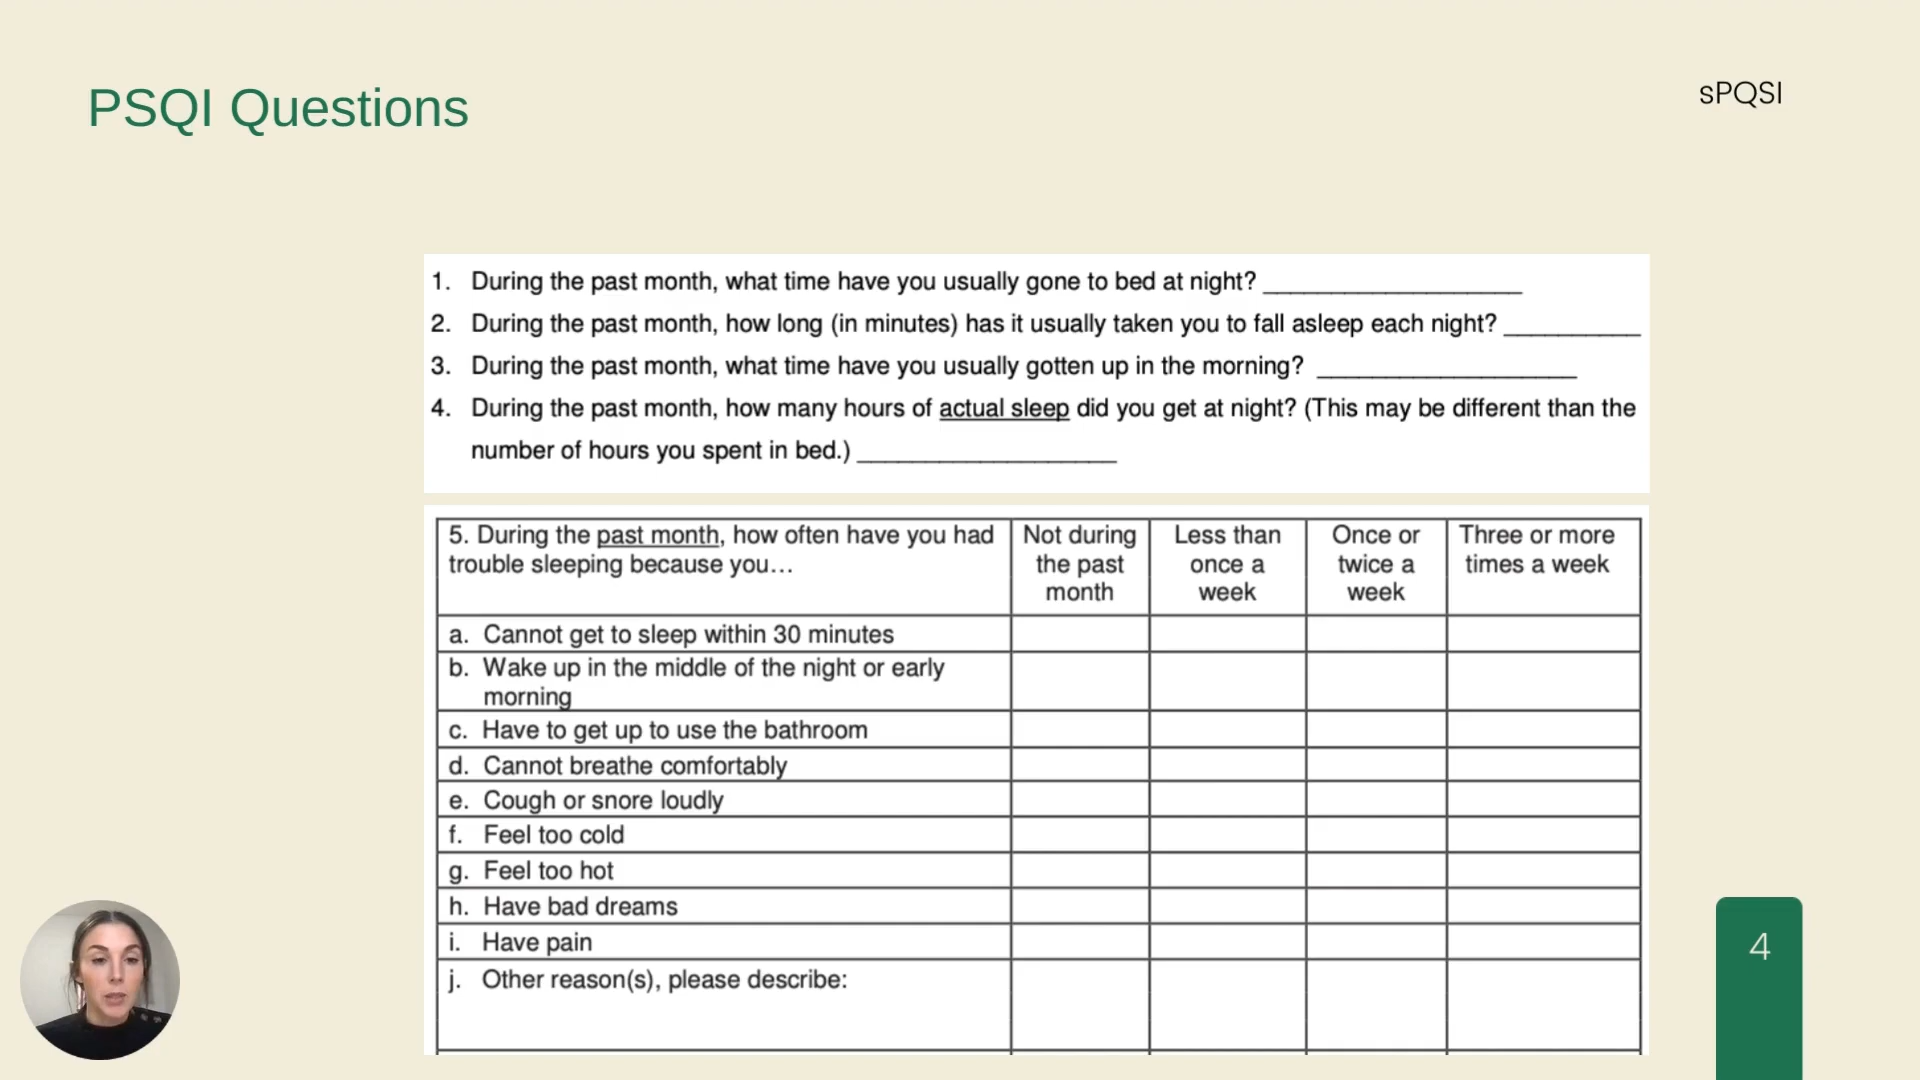 PSQI Questions
sPQSI
1. During the past month, what time have you usually gone to bed at night? ___________________
2. During the past month, how long (in minutes) has it usually taken you to fall asleep each night? __________
3. During the past month, what time have you usually gotten up in the morning? ___________________
4. During the past month, how many hours of actual sleep did you get at night? (This may be different than the
number of hours you spent in bed.) ___________________
5. During the past month, how often have you had
trouble sleeping because you…
Not during
the past
month
Less than
once a
week
Once or
twice a
week
Three or more
times a week
a. Cannot get to sleep within 30 minutes
b. Wake up in the middle of the night or early
morning
c. Have to get up to use the bathroom
d. Cannot breathe comfortably
e. Cough or snore loudly
f. Feel too cold
g. Feel too hot
h. Have bad dreams
i. Have pain
j. Other reason(s), please describe:
4